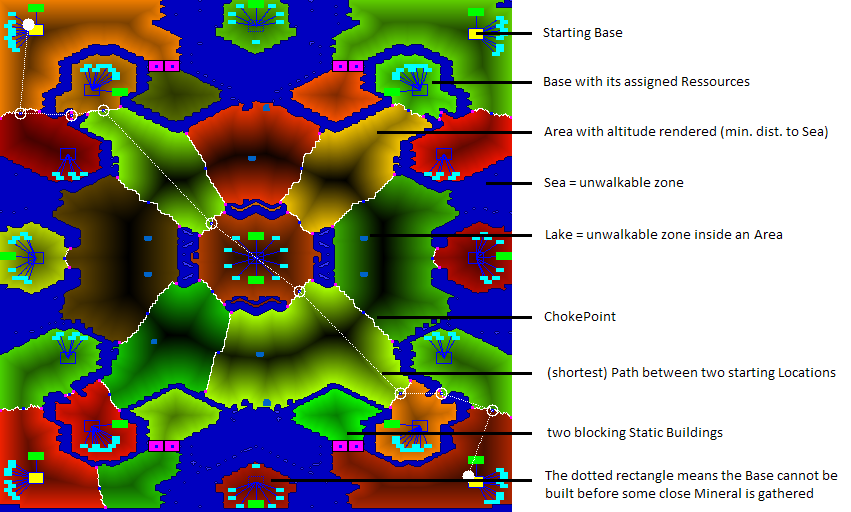 Starting Base
Base with its assigned Ressources
Area with altitude rendered (min. dist. to Sea)
Sea = unwalkable zone
Lake = unwalkable zone inside an Area
ChokePoint
(shortest) Path between two starting Locations
two blocking Static Buildings
The dotted rectangle means the Base cannot be
built before some close Mineral is gathered